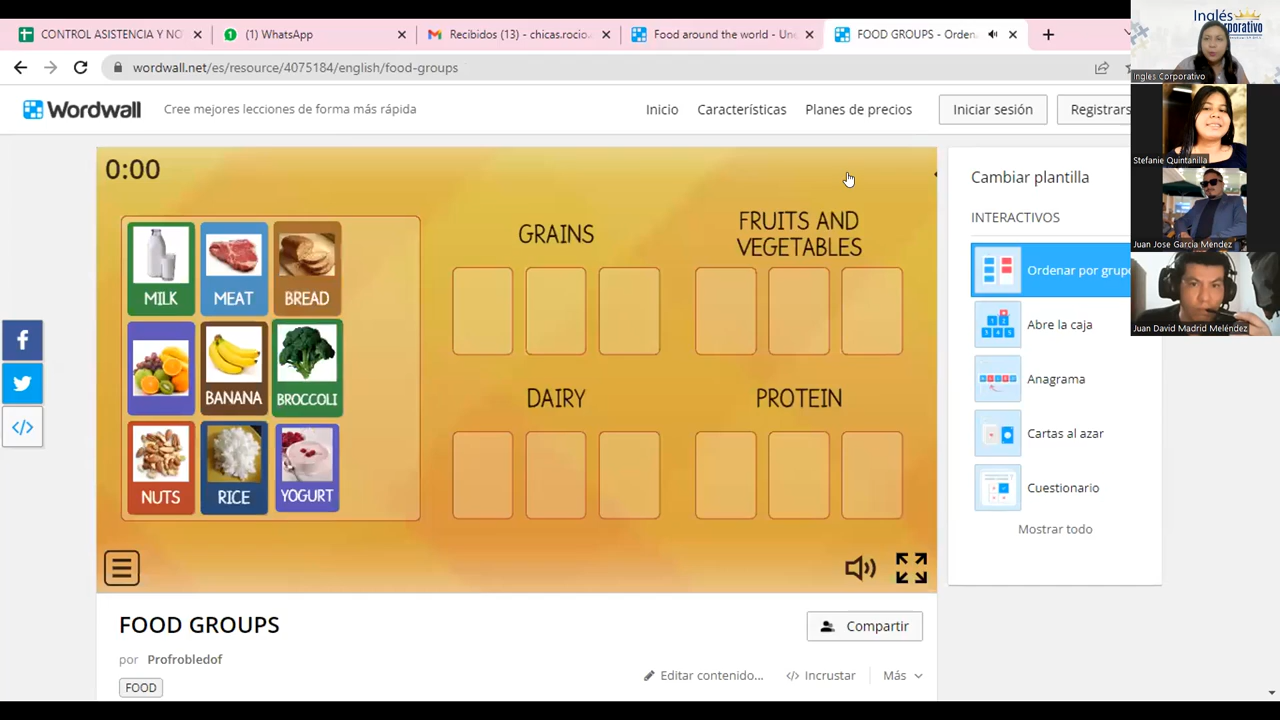 CONTROL ASISTENCIA Y NO
(1) WhatsApp
Recibidos (13) - chicas.rocio
Food around the world - Un
FOOD GROUPS - Orden
wordwall.net/es/resource/4075184/english/food-groups
Wordwall
Cree mejores lecciones de forma más rápida
Inicio
Características
Planes de precios
Iniciar sesión
Registrars
Inglés
Ingles Corporativo
Stefanie Quintanilla
Juan Jose Garcia Mendez
Juan David Madrid Meléndez
0:00
MILK
MEAT
BREAD
BANANA
BROCCOLI
NUTS
RICE
YOGURT
GRAINS
FRUITS AND
VEGETABLES
DAIRY
PROTEIN
Cambiar plantilla
INTERACTIVOS
Ordenar por grupo
Abre la caja
Anagrama
Cartas al azar
Cuestionario
Mostrar todo
FOOD GROUPS
Compartir
por Profrobledof
Editar contenido...
Incrustar
Más
FOOD